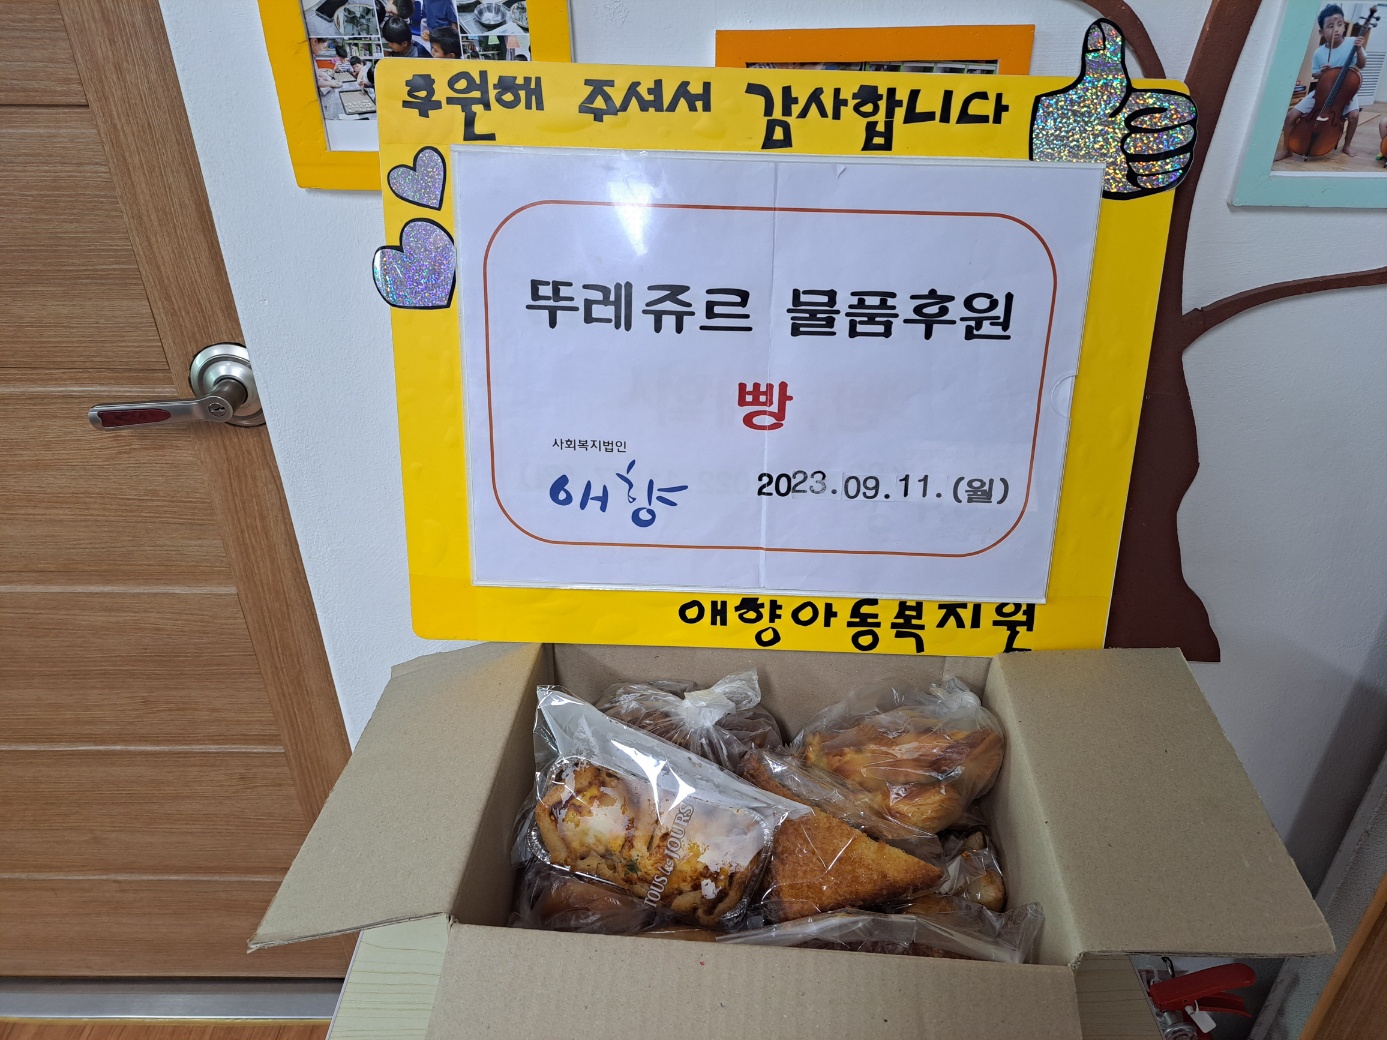 후원해 주셔서 감사합니다
뚜레쥬르 물품후원
빵
사회복지법인
애향
2023.09.11.(월)
애향아동복지원
TOUS les JOURS